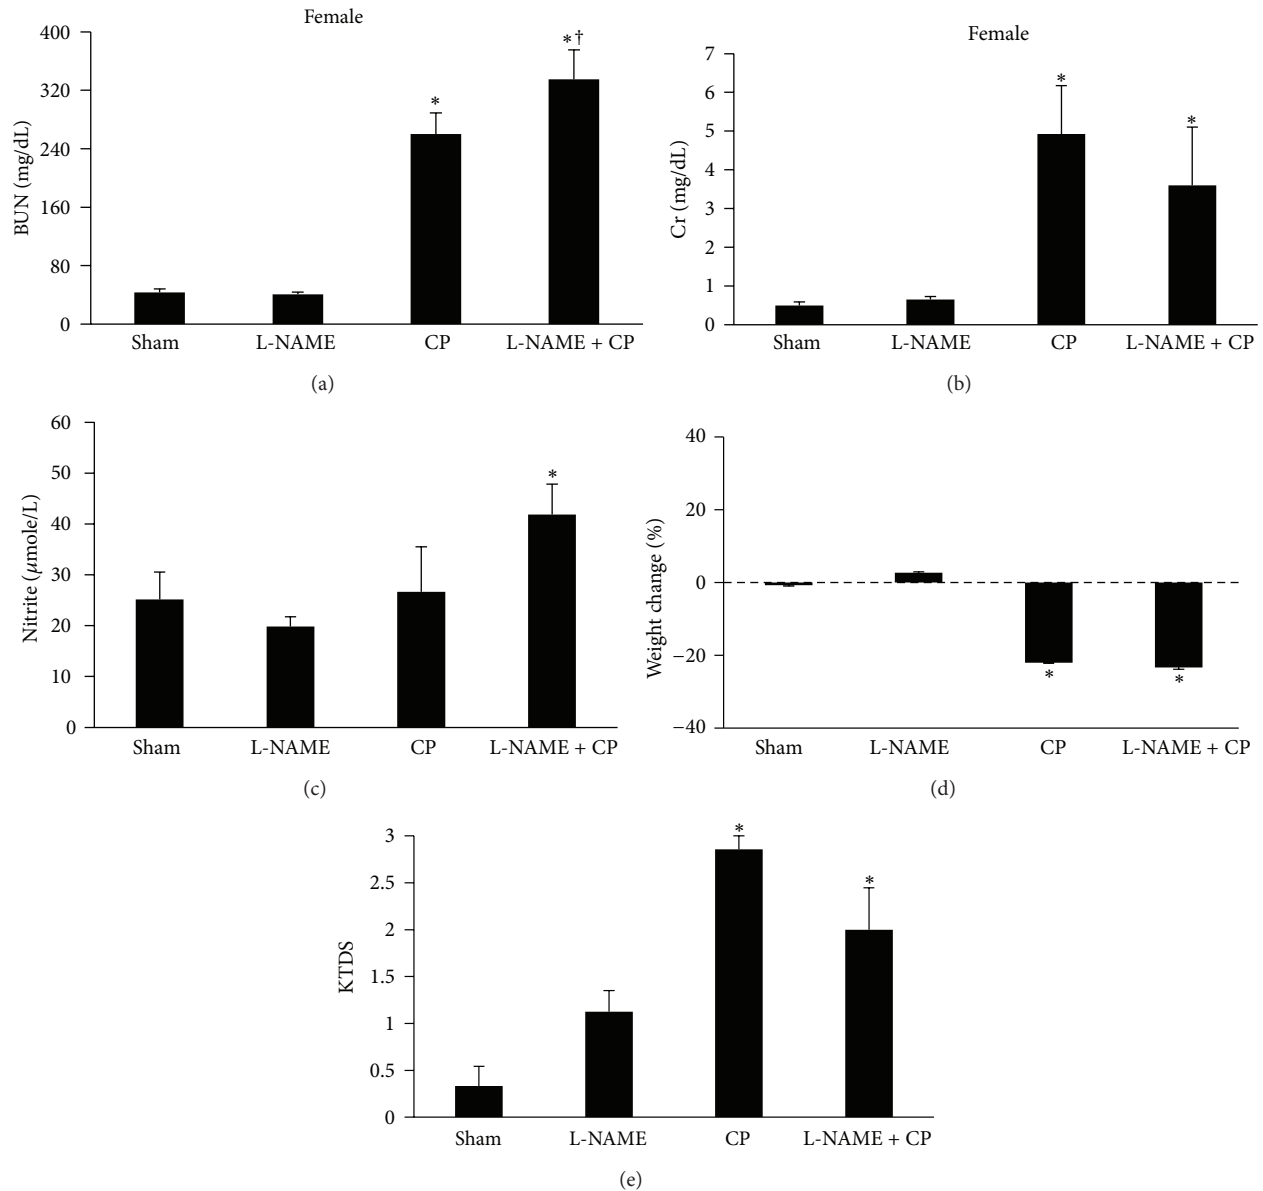 Female
400
320
240
160
80
0
BUN (mg/dL)
*
*†
Sham L-NAME CP L-NAME + CP
(a)
Female
7
6
5
4
3
2
1
0
Cr (mg/dL)
*
*
Sham L-NAME CP L-NAME + CP
(b)
60
50
40
30
20
10
0
Nitrite (μmole/L)
*
Sham L-NAME CP L-NAME + CP
(c)
40
20
0
−20
−40
Weight change (%)
*
*
Sham L-NAME CP L-NAME + CP
(d)
3
2.5
2
1.5
1
0.5
0
KTDS
*
*
Sham L-NAME CP L-NAME + CP
(e)